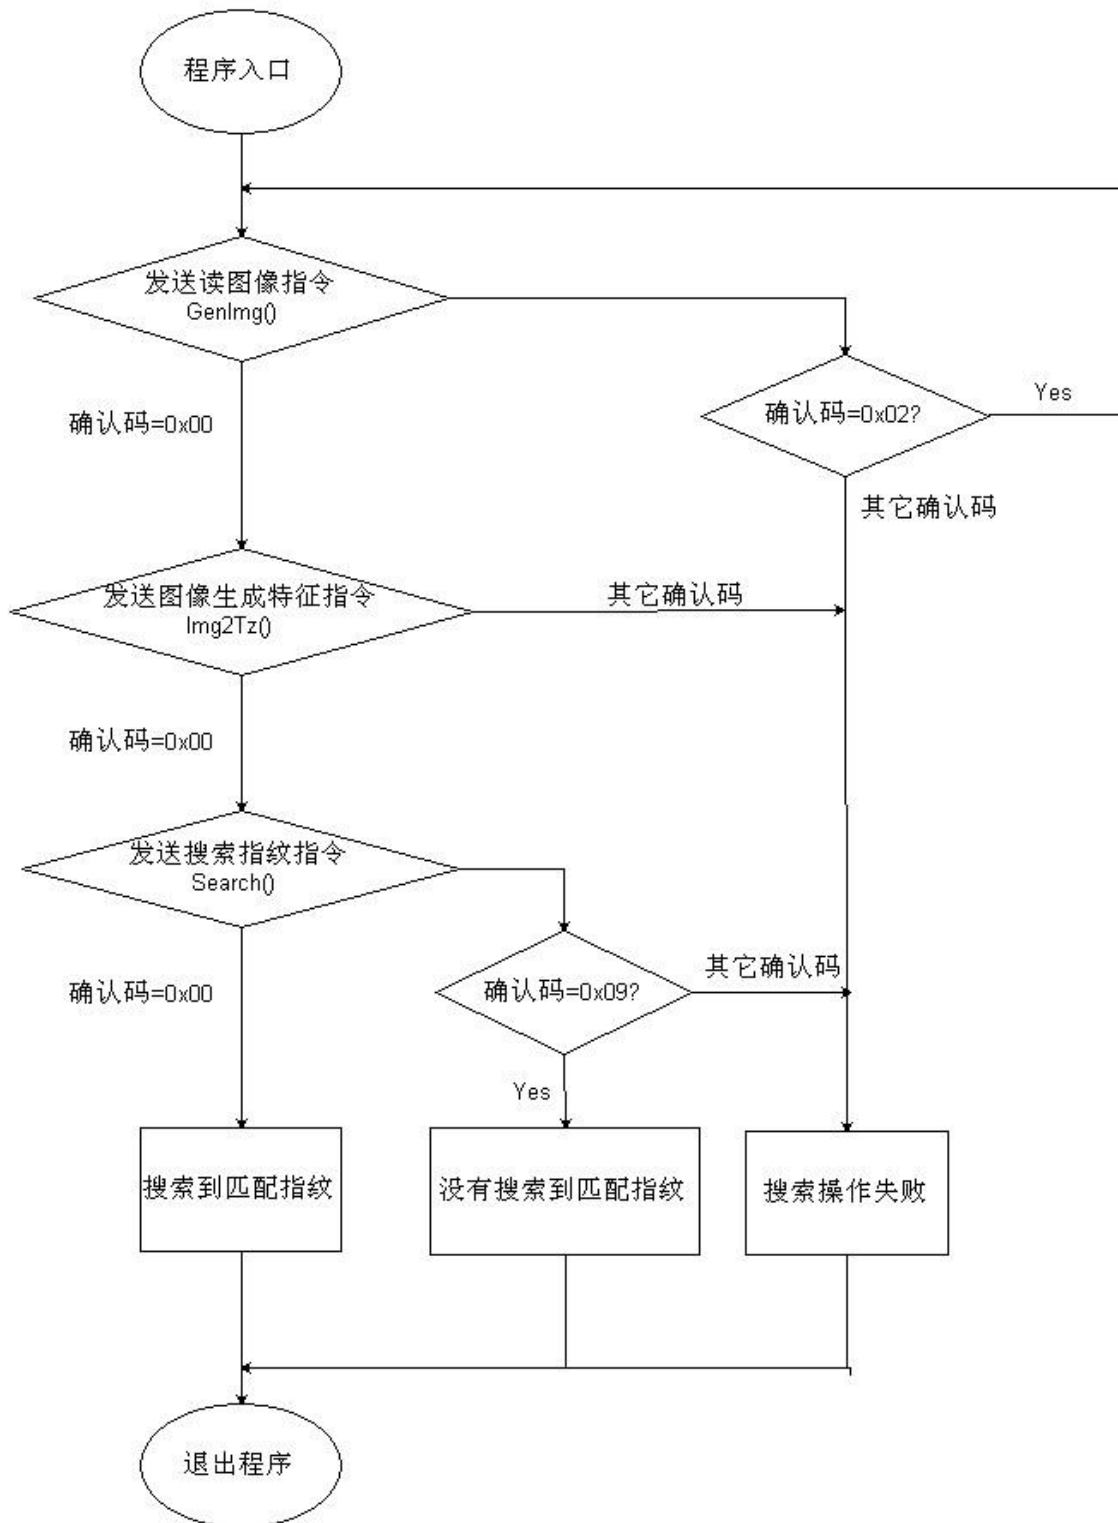 程序入口
发送读图像指令
GenImg()
确认码=0x00
确认码=0x02?
Yes
其它确认码
发送图像生成特征指令
Img2Tz()
其它确认码
确认码=0x00
发送搜索指纹指令
Search()
确认码=0x00
确认码=0x09?
其它确认码
Yes
搜索到匹配指纹
没有搜索到匹配指纹
搜索操作失败
退出程序